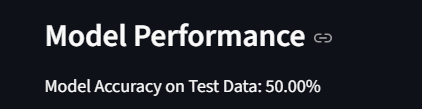 Model Performance
Model Accuracy on Test Data: 50.00%